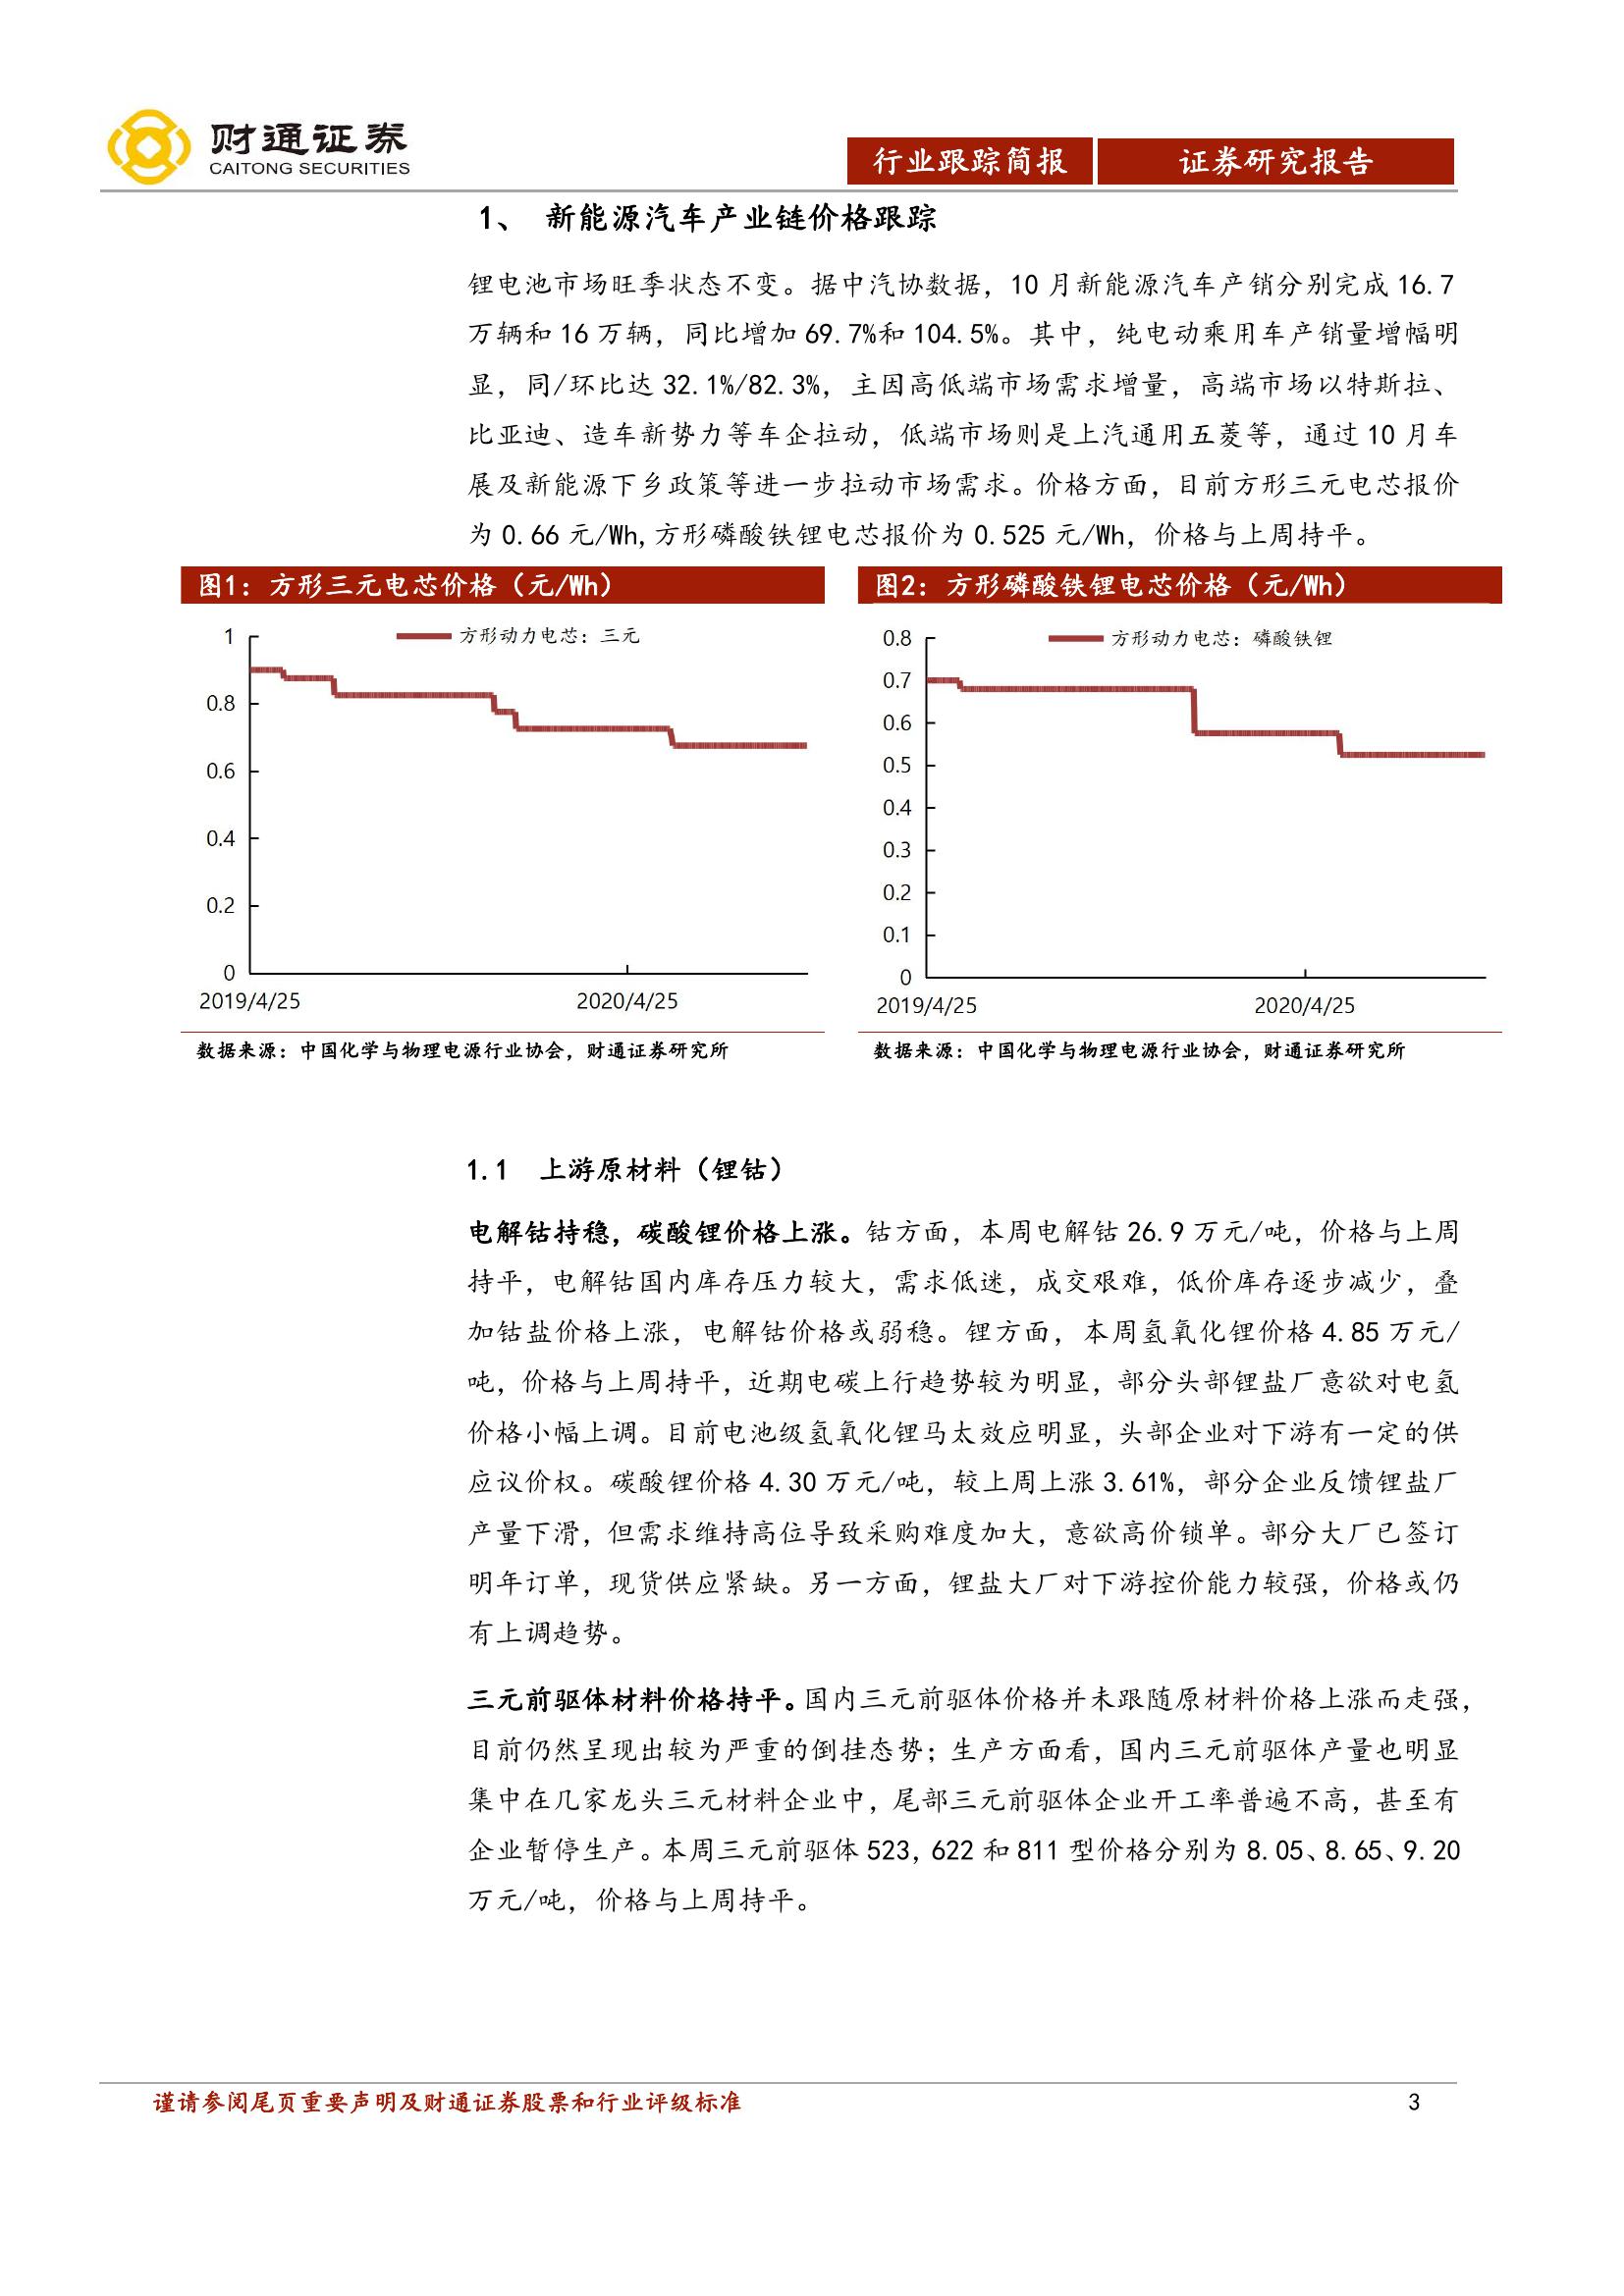 财通证券
CAITONG SECURITIES
行业跟踪简报 证券研究报告
1、 新能源汽车产业链价格跟踪
锂电池市场旺季状态不变。据中汽协数据，10 月新能源汽车产销分别完成 16.7
万辆和 16 万辆，同比增加 69.7%和 104.5%。其中，纯电动乘用车产销量增幅明
显，同/环比达 32.1%/82.3%，主因高低端市场需求增量，高端市场以特斯拉、
比亚迪、造车新势力等车企拉动，低端市场则是上汽通用五菱等，通过 10 月车
展及新能源下乡政策等进一步拉动市场需求。价格方面，目前方形三元电芯报价
为 0.66 元/Wh,方形磷酸铁锂电芯报价为 0.525 元/Wh，价格与上周持平。
图1：方形三元电芯价格（元/Wh）
方形动力电芯：三元
1
0.8
0.6
0.4
0.2
0
2019/4/25 2020/4/25
数据来源：中国化学与物理电源行业协会，财通证券研究所
图2：方形磷酸铁锂电芯价格（元/Wh）
方形动力电芯：磷酸铁锂
0.8
0.7
0.6
0.5
0.4
0.3
0.2
0.1
0
2019/4/25 2020/4/25
数据来源：中国化学与物理电源行业协会，财通证券研究所
1.1 上游原材料（锂钴）
电解钴持稳，碳酸锂价格上涨。钴方面，本周电解钴 26.9 万元/吨，价格与上周
持平，电解钴国内库存压力较大，需求低迷，成交艰难，低价库存逐步减少，叠
加钴盐价格上涨，电解钴价格或弱稳。锂方面，本周氢氧化锂价格 4.85 万元/
吨，价格与上周持平，近期电碳上行趋势较为明显，部分头部锂盐厂意欲对电氢
价格小幅上调。目前电池级氢氧化锂马太效应明显，头部企业对下游有一定的供
应议价权。碳酸锂价格 4.30 万元/吨，较上周上涨 3.61%，部分企业反馈锂盐厂
产量下滑，但需求维持高位导致采购难度加大，意欲高价锁单。部分大厂已签订
明年订单，现货供应紧缺。另一方面，锂盐大厂对下游控价能力较强，价格或仍
有上调趋势。
三元前驱体材料价格持平。国内三元前驱体价格并未跟随原材料价格上涨而走强，
目前仍然呈现出较为严重的倒挂态势；生产方面看，国内三元前驱体产量也明显
集中在几家龙头三元材料企业中，尾部三元前驱体企业开工率普遍不高，甚至有
企业暂停生产。本周三元前驱体 523，622 和 811 型价格分别为 8.05、8.65、9.20
万元/吨，价格与上周持平。
谨请参阅尾页重要声明及财通证券股票和行业评级标准 3